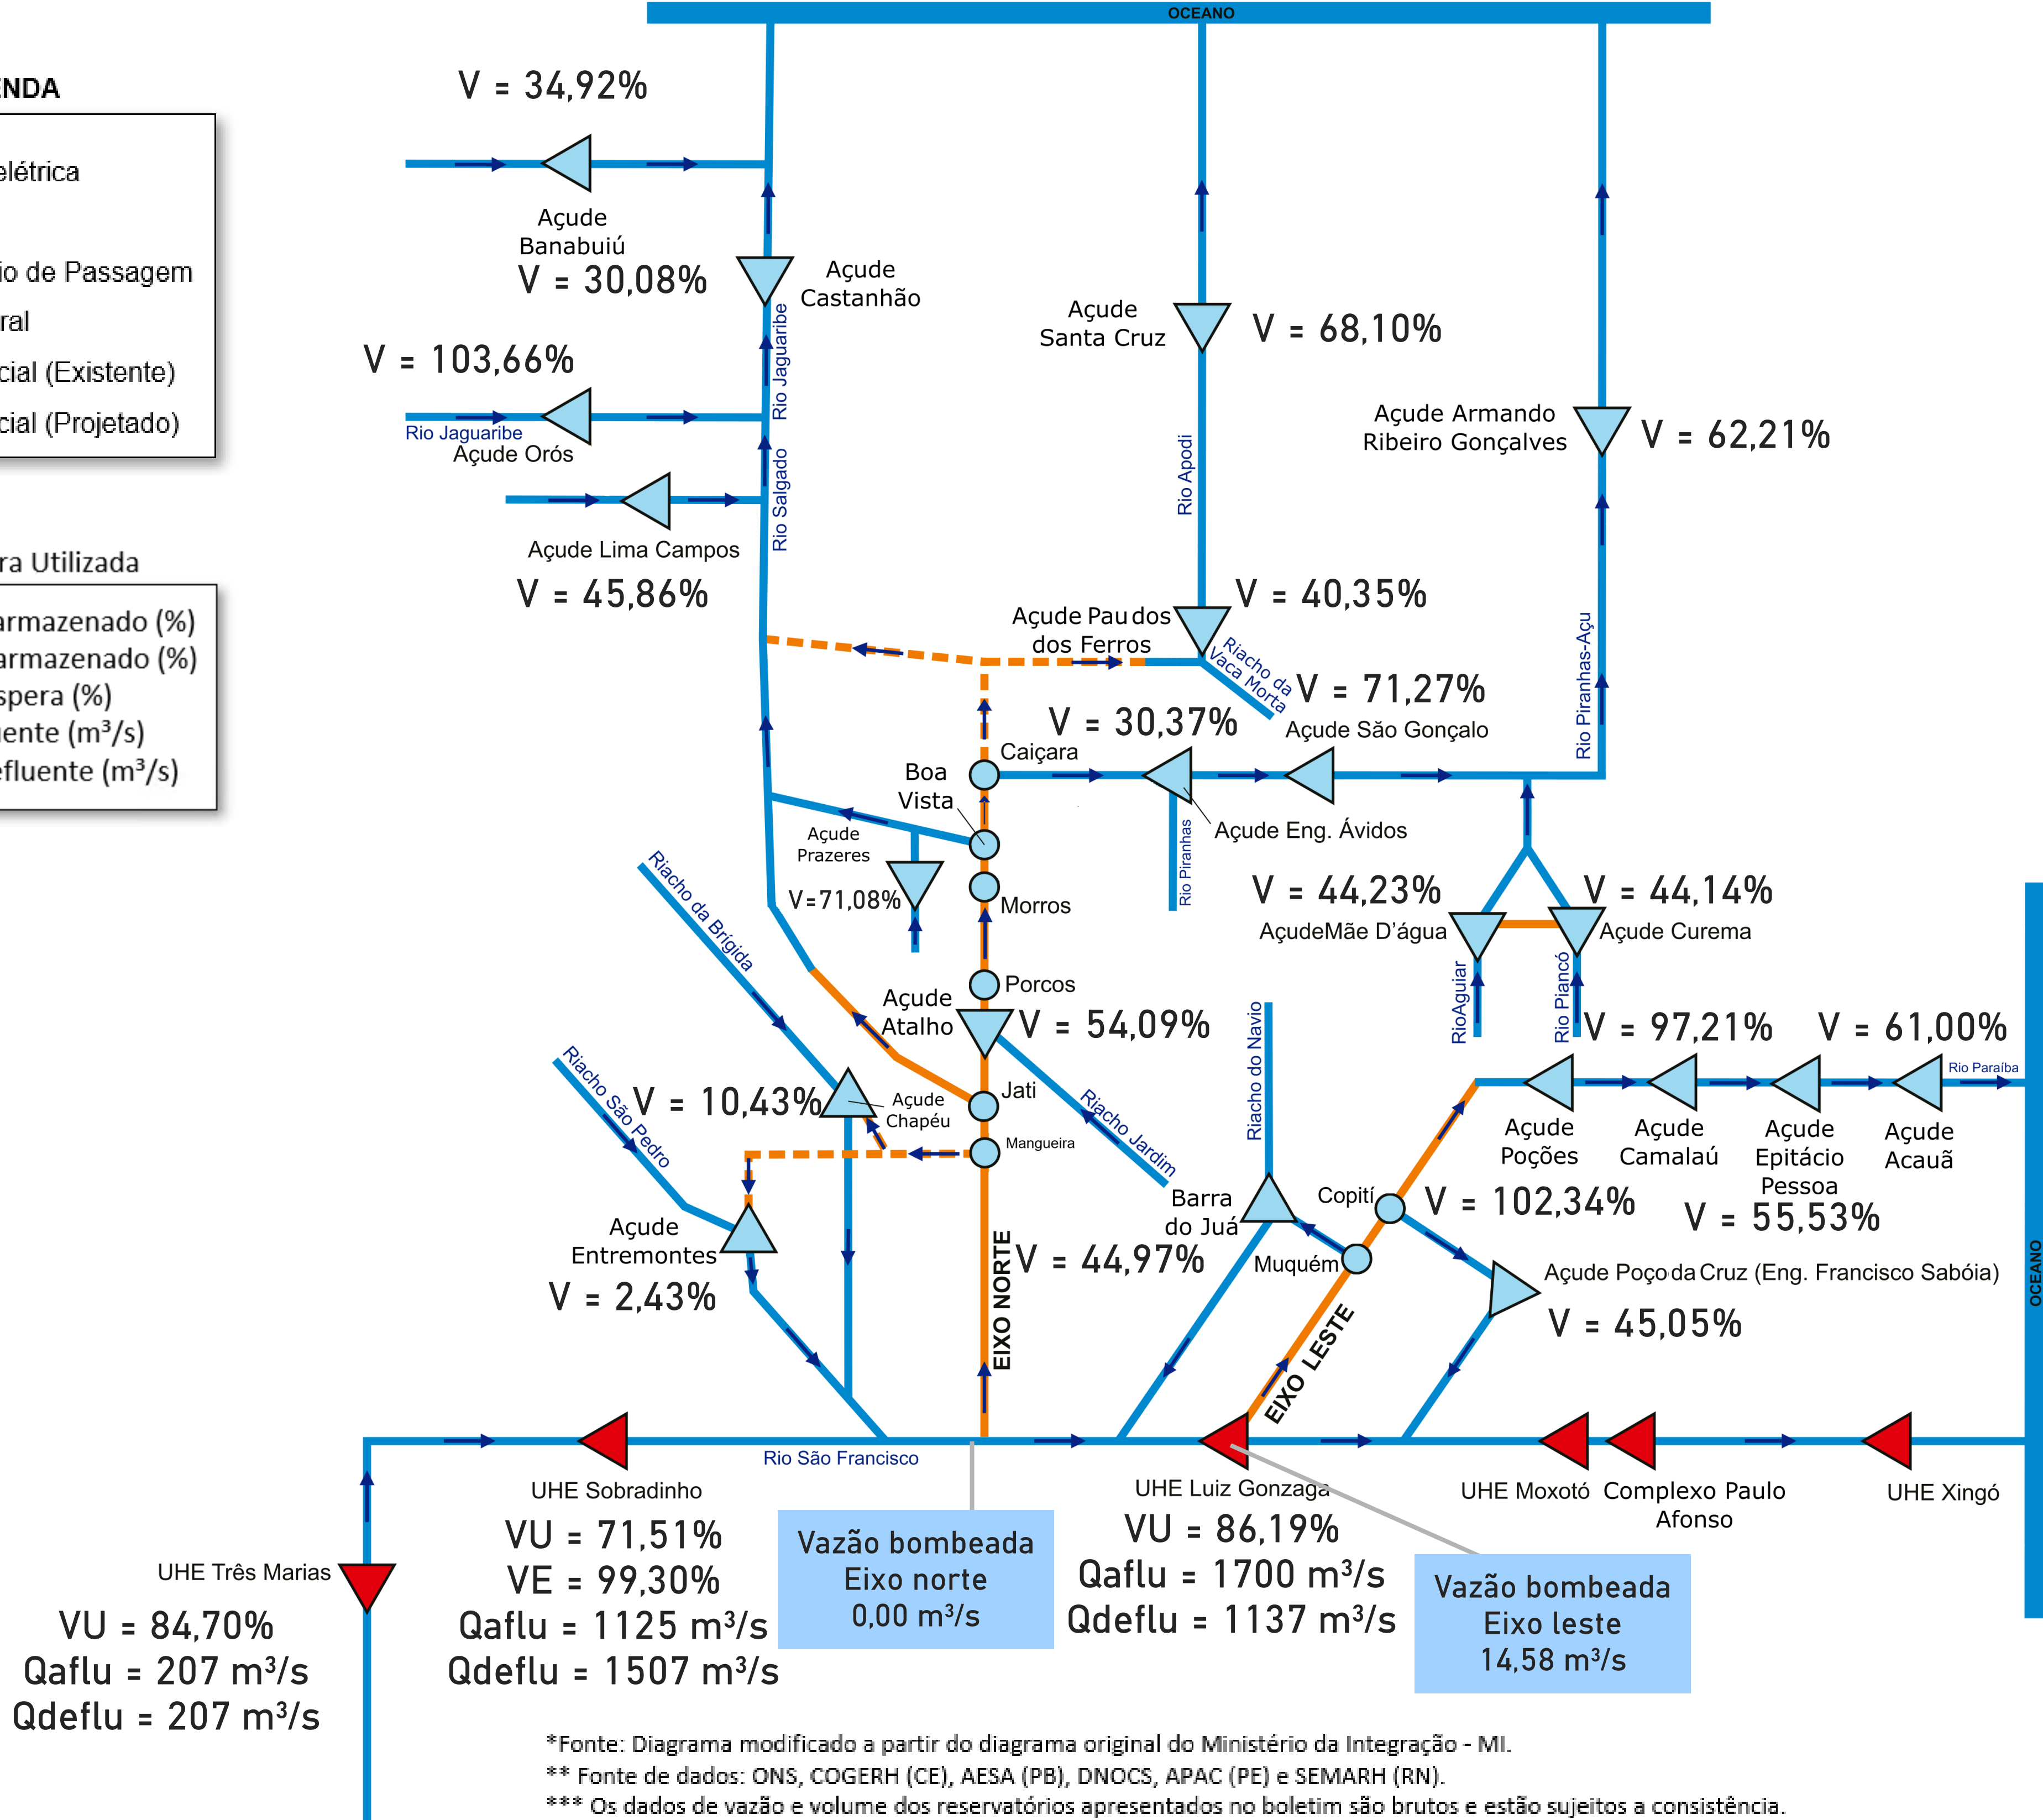 OCEANO
ENDA
elétrica
io de Passagem
ral
cial (Existente)
cial (Projetado)
ra Utilizada
armazenado (%)
armazenado (%)
spera (%)
uente (m³/s)
efluente (m³/s)
V = 34,92%
Açude
Banabuiú
V = 30,08%
Açude
Castanhão
Rio Jaguaribe
V = 103,66%
Rio Jaguaribe
Açude Orós
Rio Salgado
Açude Lima Campos
V = 45,86%
Açude
Santa Cruz
V = 68,10%
Rio Apodi
Açude Armando
Ribeiro Gonçalves
V = 62,21%
Rio Piranhas-Açu
Açude Pau dos
dos Ferros
V = 40,35%
Riacho da
Vaca Morta
V = 71,27%
Açude São Gonçalo
V = 30,37%
Caiçara
Boa
Vista
Açude Eng. Ávidos
Rio Piranhas
Açude
Prazeres
V=71,08%
Morros
V = 44,23%
AçudeMãe D'água
V = 44,14%
Açude Curema
RioAguiar
Rio Piancó
Riacho da Brígida
Porcos
Açude
Atalho
V = 54,09%
Riacho São Pedro
V = 10,43%
Açude
Chapéu
Jati
Mangueira
Riacho Jardim
Riacho do Navio
V = 97,21%
V = 61,00%
Rio Paraíba
Açude
Poções
Açude
Camalaú
Açude
Epitácio
Pessoa
Açude
Acauã
V = 102,34%
V = 55,53%
Barra
do Juá
Copití
Muquém
V = 44,97%
Açude
Entremontes
V = 2,43%
EIXO NORTE
EIXO LESTE
Açude Poço da Cruz (Eng. Francisco Sabóia)
V = 45,05%
OCEANO
Rio São Francisco
UHE Sobradinho
VU = 71,51%
VE = 99,30%
Qaflu = 1125 m³/s
Qdeflu = 1507 m³/s
Vazão bombeada
Eixo norte
0,00 m³/s
UHE Luiz Gonzaga
VU = 86,19%
Qaflu = 1700 m³/s
Qdeflu = 1137 m³/s
Vazão bombeada
Eixo leste
14,58 m³/s
UHE Moxotó
Complexo Paulo
Afonso
UHE Xingó
UHE Três Marias
VU = 84,70%
Qaflu = 207 m³/s
Qdeflu = 207 m³/s
*Fonte: Diagrama modificado a partir do diagrama original do Ministério da Integração - MI.
** Fonte de dados: ONS, COGERH (CE), AESA (PB), DNOCS, APAC (PE) e SEMARH (RN).
*** Os dados de vazão e volume dos reservatórios apresentados no boletim são brutos e estão sujeitos a consistência.